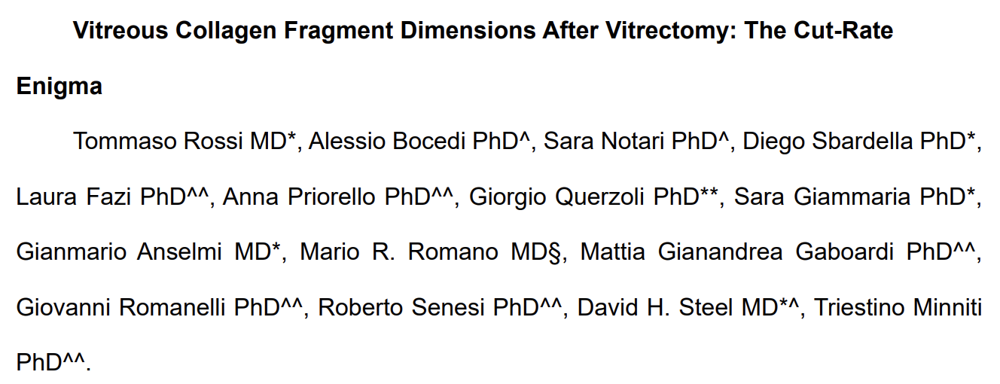 Vitreous Collagen Fragment Dimensions After Vitrectomy: The Cut-Rate
Enigma
Tommaso Rossi MD*, Alessio Bocedi PhD^, Sara Notari PhD^, Diego Sbardella PhD*,
Laura Fazi PhD^^, Anna Priorello PhD^^, Giorgio Querzoli PhD**, Sara Giammaria PhD*,
Gianmario Anselmi MD*, Mario R. Romano MD§, Mattia Gianandrea Gaboardi PhD^^,
Giovanni Romanelli PhD^^, Roberto Senesi PhD^^, David H. Steel MD*^, Triestino Minniti
PhD^^.